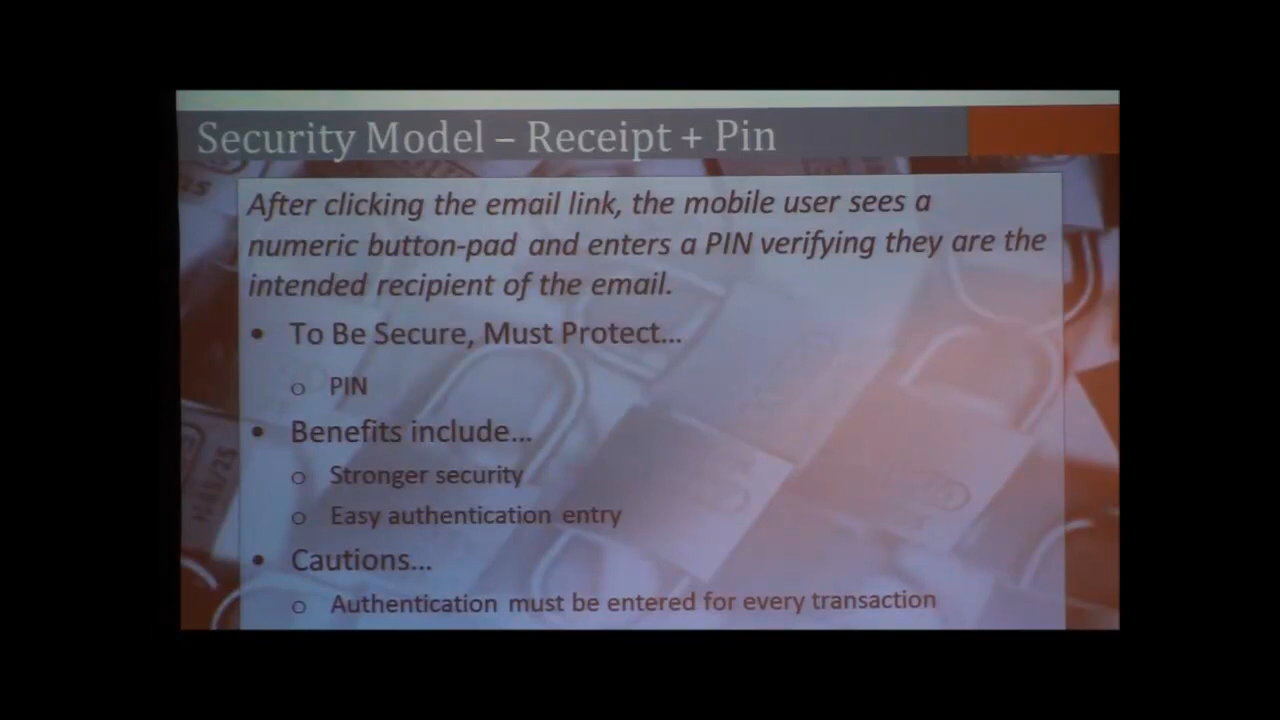 Security Model – Receipt + Pin
After clicking the email link, the mobile user sees a
numeric button-pad and enters a PIN verifying they are the
intended recipient of the email.
• To Be Secure, Must Protect...
o PIN
• Benefits include...
o Stronger security
o Easy authentication entry
• Cautions...
o Authentication must be entered for every transaction